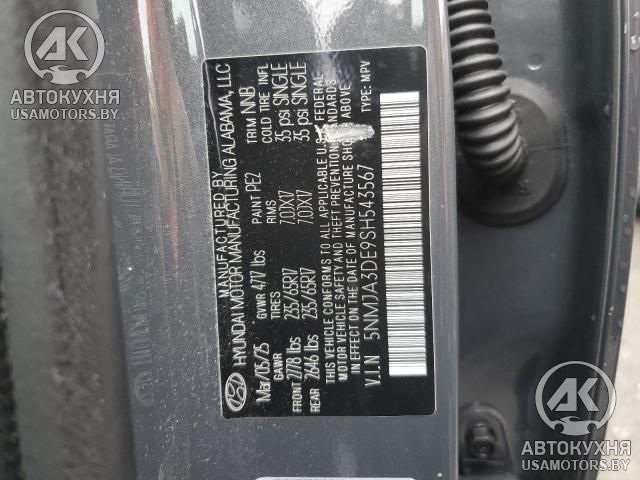 MANUFACTURED BY
HYUNDAI MOTOR MANUFACTURING ALABAMA, LLC
Mar/05/25 GVWR 4717 lbs PAINT PE2 TRIM NNB
GAWR TIRES RIMS COLD TIRE INFL
FRONT 2778 lbs 235/65R17 7.0JX17 35 PSI SINGLE
REAR 2646 lbs 235/65R17 7.0JX17 35 PSI SINGLE
THIS VEHICLE CONFORMS TO ALL APPLICABLE U.S. FEDERAL
MOTOR VEHICLE SAFETY STANDARDS IN EFFECT
ON THE DATE OF MANUFACTURE SHOWN ABOVE
V.I.N 5NMJA3DE9SH543567 TYPE: MPV
АК
АВТОКУХНЯ
USAMOTORS.BY
АК
АВТОКУХНЯ
USAMOTORS.BY